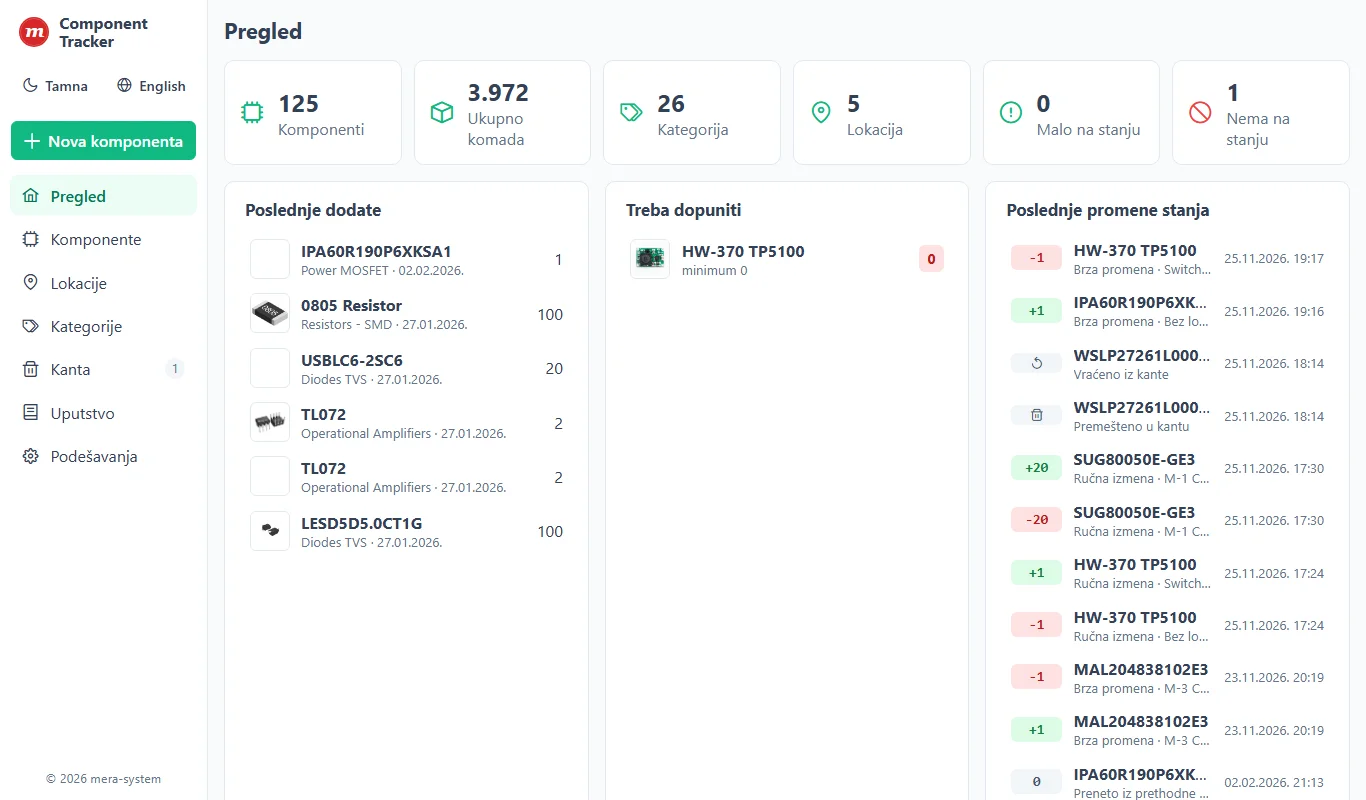 m
Component
Tracker
Tamna
English
Nova komponenta
Pregled
Komponente
Lokacije
Kategorije
Kanta
1
Uputstvo
Podešavanja
© 2026 mera-system
Pregled
125
Komponenti
3.972
Ukupno
komada
26
Kategorija
5
Lokacija
0
Malo na stanju
1
Nema na
stanju
Poslednje dodate
IPA60R190P6XKSA1
Power MOSFET · 02.02.2026.
1
0805 Resistor
Resistors - SMD · 27.01.2026.
100
USBLC6-2SC6
Diodes TVS · 27.01.2026.
20
TL072
Operational Amplifiers · 27.01.2026.
2
TL072
Operational Amplifiers · 27.01.2026.
2
LESD5D5.0CT1G
Diodes TVS · 27.01.2026.
100
Treba dopuniti
HW-370 TP5100
minimum 0
0
Poslednje promene stanja
-1
HW-370 TP5100
Brza promena · Switch...
25.11.2026. 19:17
+1
IPA60R190P6XK...
Brza promena · Bez lo...
25.11.2026. 19:16
WSLP27261L000...
Vraćeno iz kante
25.11.2026. 18:14
WSLP27261L000...
Premešteno u kantu
25.11.2026. 18:14
+20
SUG80050E-GE3
Ručna izmena · M-1 C...
25.11.2026. 17:30
-20
SUG80050E-GE3
Ručna izmena · M-1 C...
25.11.2026. 17:30
+1
HW-370 TP5100
Ručna izmena · Switch...
25.11.2026. 17:24
-1
HW-370 TP5100
Ručna izmena · Bez lo...
25.11.2026. 17:24
-1
MAL204838102E3
Brza promena · M-3 C...
23.11.2026. 20:19
+1
MAL204838102E3
Brza promena · M-3 C...
23.11.2026. 20:19
0
IPA60R190P6XK...
Preneto iz prethodne ...
02.02.2026. 21:13